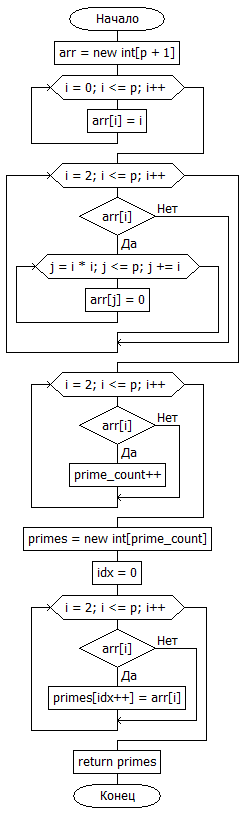 Начало
arr = new int[p + 1]
i = 0; i <= p; i++
arr[i] = i
i = 2; i <= p; i++
arr[i]
Нет
Да
j = i * i; j <= p; j += i
arr[j] = 0
i = 2; i <= p; i++
arr[i]
Нет
Да
prime_count++
primes = new int[prime_count]
idx = 0
i = 2; i <= p; i++
arr[i]
Нет
Да
primes[idx++] = arr[i]
return primes
Конец